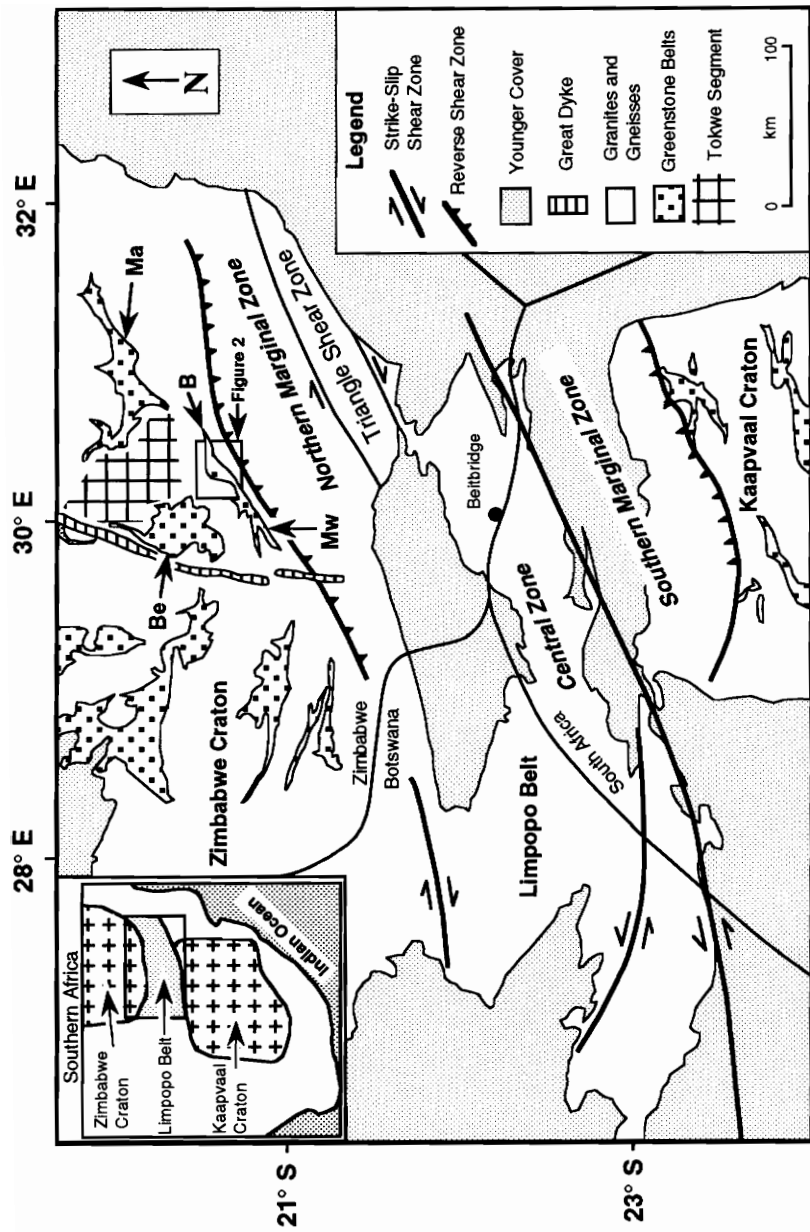 28° E
30° E
32° E
21° S
23° S
Southern Africa
Zimbabwe
Craton
Limpopo Belt
Kaapvaal
Craton
Indian Ocean
N
Ma
B
Figure 2
Be
Mw
Zimbabwe Craton
Northern Marginal Zone
Triangle Shear Zone
Zimbabwe
Botswana
Beitbridge
Limpopo Belt
Central Zone
South Africa
Southern Marginal Zone
Kaapvaal Craton
Legend
Strike-Slip
Shear Zone
Reverse Shear Zone
Younger Cover
Great Dyke
Granites and
Gneisses
Greenstone Belts
Tokwe Segment
0 km 100